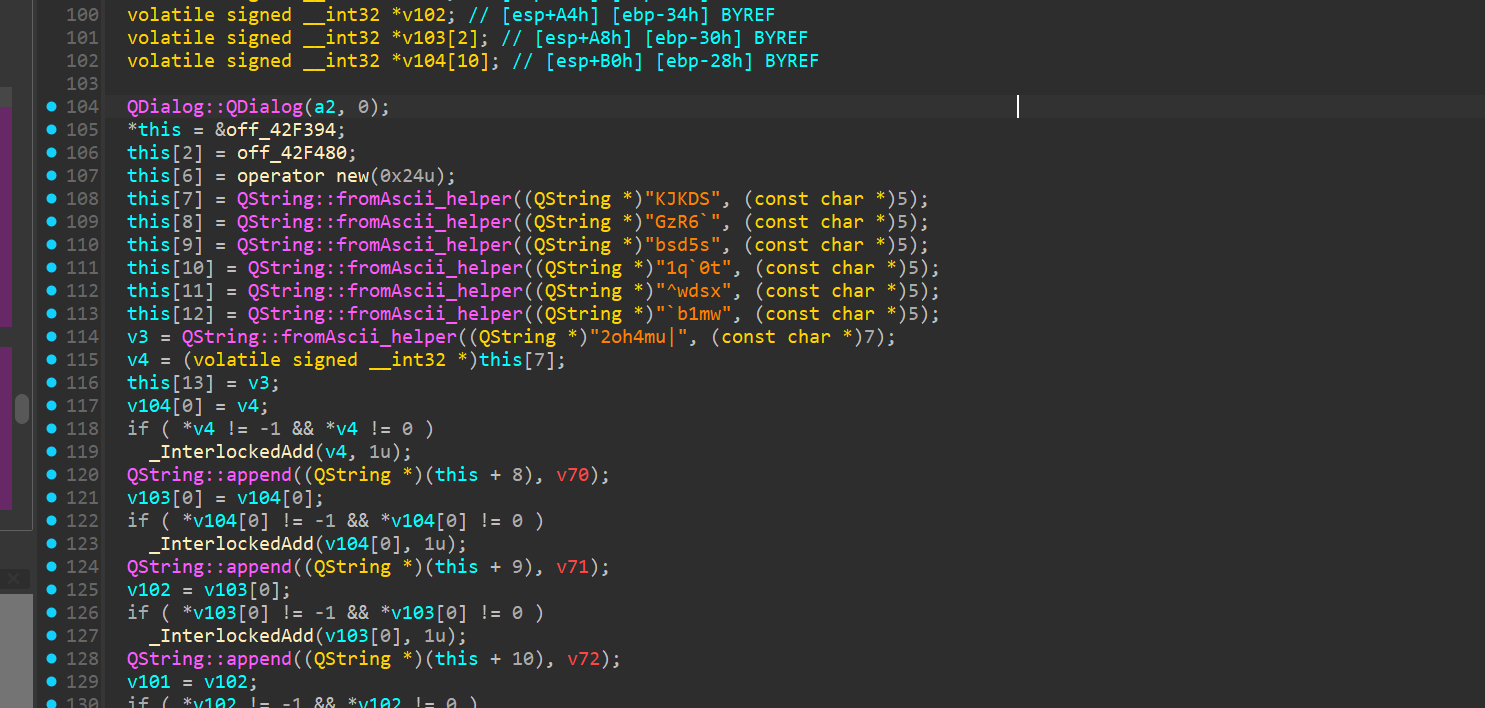 100 volatile signed __int32 *v102; // [esp+A4h] [ebp-34h] BYREF
101 volatile signed __int32 *v103[2]; // [esp+A8h] [ebp-30h] BYREF
102 volatile signed __int32 *v104[10]; // [esp+B0h] [ebp-28h] BYREF
103
104 QDialog::QDialog(a2, 0);
105 *this = &off_42F394;
106 this[2] = off_42F480;
107 this[6] = operator new(0x24u);
108 this[7] = QString::fromAscii_helper((QString *)"KJKDS", (const char *)5);
109 this[8] = QString::fromAscii_helper((QString *)"GzR6`", (const char *)5);
110 this[9] = QString::fromAscii_helper((QString *)"bsd5s", (const char *)5);
111 this[10] = QString::fromAscii_helper((QString *)"1q`0t", (const char *)5);
112 this[11] = QString::fromAscii_helper((QString *)"^wdsx", (const char *)5);
113 this[12] = QString::fromAscii_helper((QString *)"`b1mw", (const char *)5);
114 v3 = QString::fromAscii_helper((QString *)"2oh4mu|", (const char *)7);
115 v4 = (volatile signed __int32 *)this[7];
116 this[13] = v3;
117 v104[0] = v4;
118 if ( *v4 != -1 && *v4 != 0 )
119 _InterlockedAdd(v4, 1u);
120 QString::append((QString *)(this + 8), v70);
121 v103[0] = v104[0];
122 if ( *v104[0] != -1 && *v104[0] != 0 )
123 _InterlockedAdd(v104[0], 1u);
124 QString::append((QString *)(this + 9), v71);
125 v102 = v103[0];
126 if ( *v103[0] != -1 && *v103[0] != 0 )
127 _InterlockedAdd(v103[0], 1u);
128 QString::append((QString *)(this + 10), v72);
129 v101 = v102;
130 if ( *v102 != -1 && *v102 != 0 )